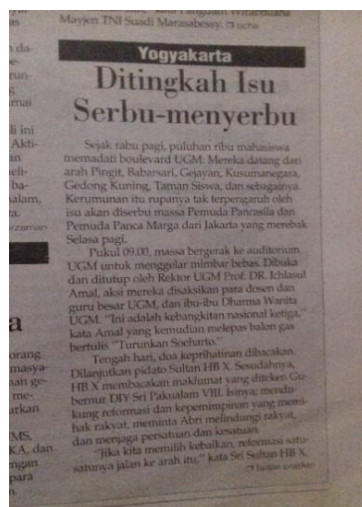 Mayjen TNI Suadi Marasabessy. ❒ ocha
Yogyakarta
Ditingkah Isu
Serbu-menyerbu
Sejak rabu pagi, puluhan ribu mahasiswa
memadati boulevard UGM. Mereka datang dari
arah Pingit, Babarsari, Gejayan, Kusumanegara,
Gedong Kuning, Taman Siswa, dan sebagainya.
Kerumunan itu rupanya tak terpengaruh oleh
isu akan diserbu massa Pemuda Pancasila dan
Pemuda Panca Marga dari Jakarta yang merebak
Selasa pagi.
Pukul 09.00, massa bergerak ke auditorium
UGM untuk menggelar mimbar bebas. Dibuka
dan ditutup oleh Rektor UGM Prof. DR. Ichlasul
Amal, aksi mereka disaksikan para dosen dan
guru besar UGM, dan ibu-ibu Dharma Wanita
UGM. "Ini adalah kebangkitan nasional ketiga,"
kata Amal yang kemudian melepas balon gas
bertulis "Turunkan Soeharto."
Tengah hari, doa keprihatinan dibacakan.
Dilanjutkan pidato Sultan HB X. Sesudahnya,
HB X membacakan maklumat yang diteken Gu-
bernur DIY Sri Pakualam VIII. Isinya; mendu-
kung reformasi dan kepemimpinan yang memi-
hak rakyat, meminta Abri melindungi rakyat,
dan menjaga persatuan dan kesatuan.
"Jika kita memilih kebaikan, reformasi satu-
satunya jalan ke arah itu," kata Sri Sultan HB X.